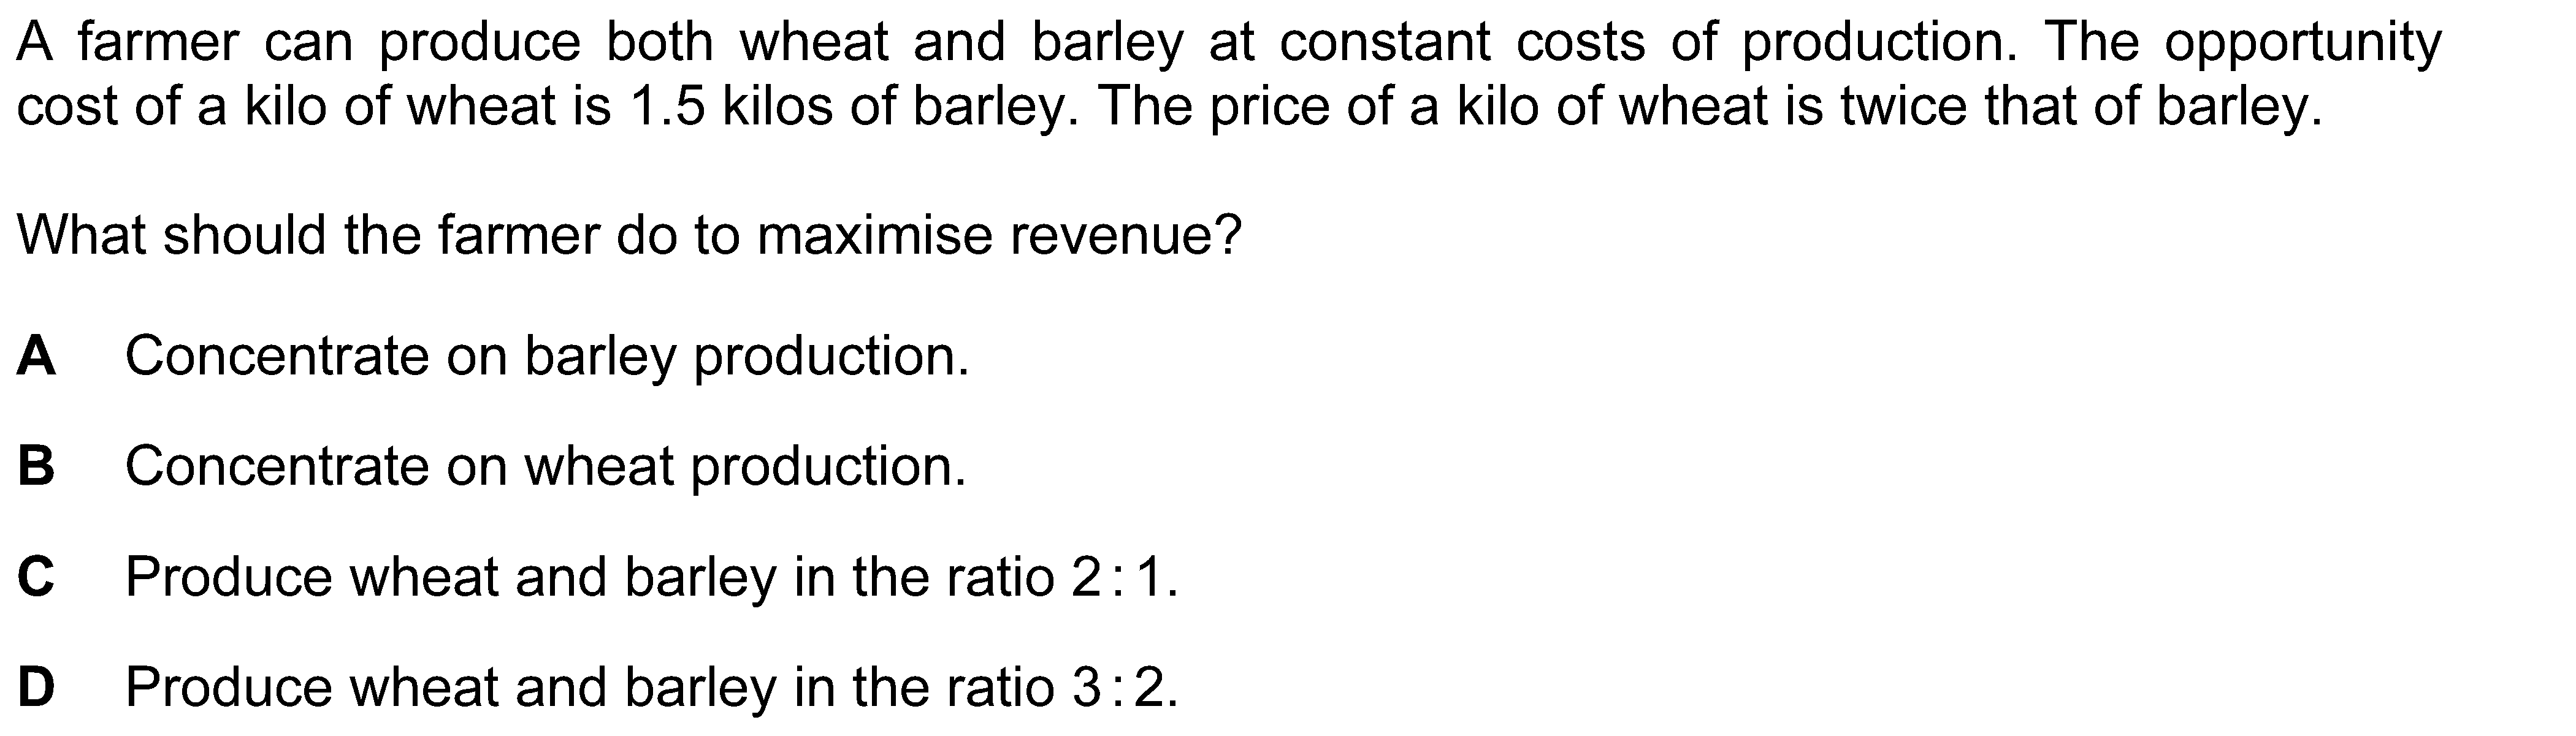 A farmer can produce both wheat and barley at constant costs of production. The opportunity
cost of a kilo of wheat is 1.5 kilos of barley. The price of a kilo of wheat is twice that of barley.
What should the farmer do to maximise revenue?
A Concentrate on barley production.
B Concentrate on wheat production.
C Produce wheat and barley in the ratio 2:1.
D Produce wheat and barley in the ratio 3:2.